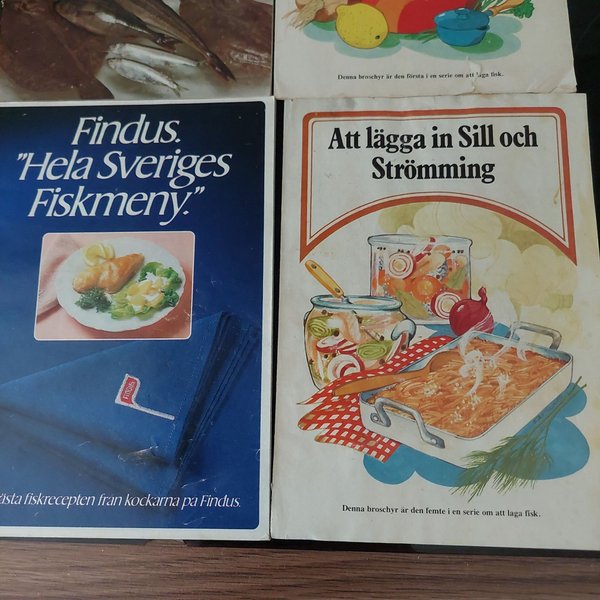 Denna broschyr är den första i en serie om att laga fisk.
Findus.
"Hela Sveriges
Fiskmeny."
FINDUS
fiskrecepten från kockarna på Findus.
Att lägga in Sill och
Strömming
Denna broschyr är den femte i en serie om att laga fisk.